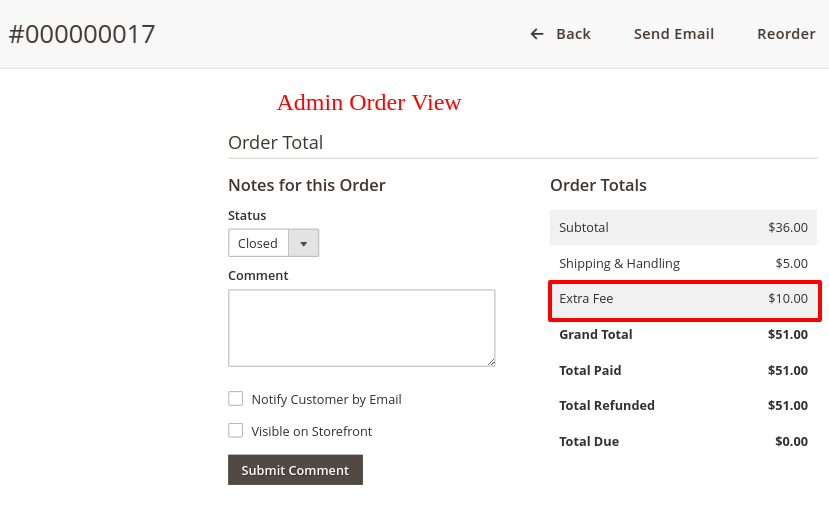 #000000017
← Back Send Email Reorder
Admin Order View
Order Total
Notes for this Order
Status
Closed
Comment
Notify Customer by Email
Visible on Storefront
Submit Comment
Order Totals
Subtotal $36.00
Shipping & Handling $5.00
Extra Fee $10.00
Grand Total $51.00
Total Paid $51.00
Total Refunded $51.00
Total Due $0.00